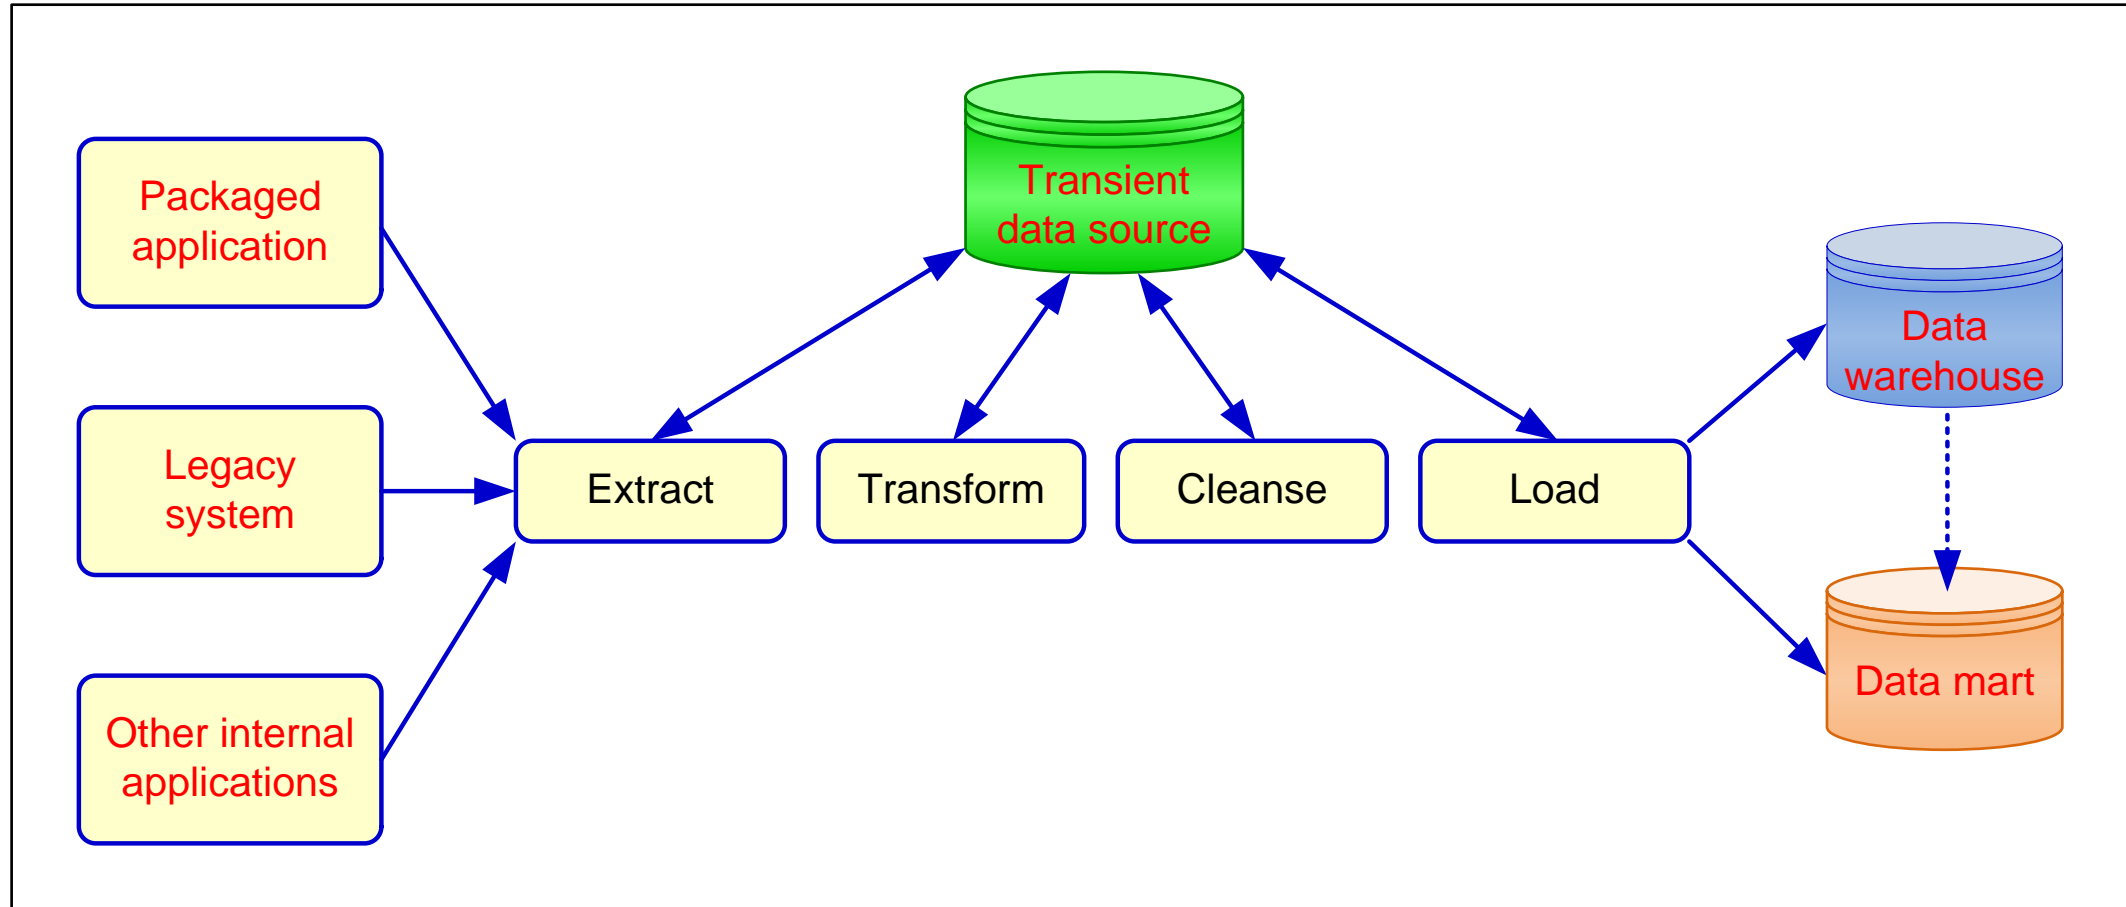 Packaged
application
Legacy
system
Other internal
applications
Transient
data source
Extract
Transform
Cleanse
Load
Data
warehouse
Data mart